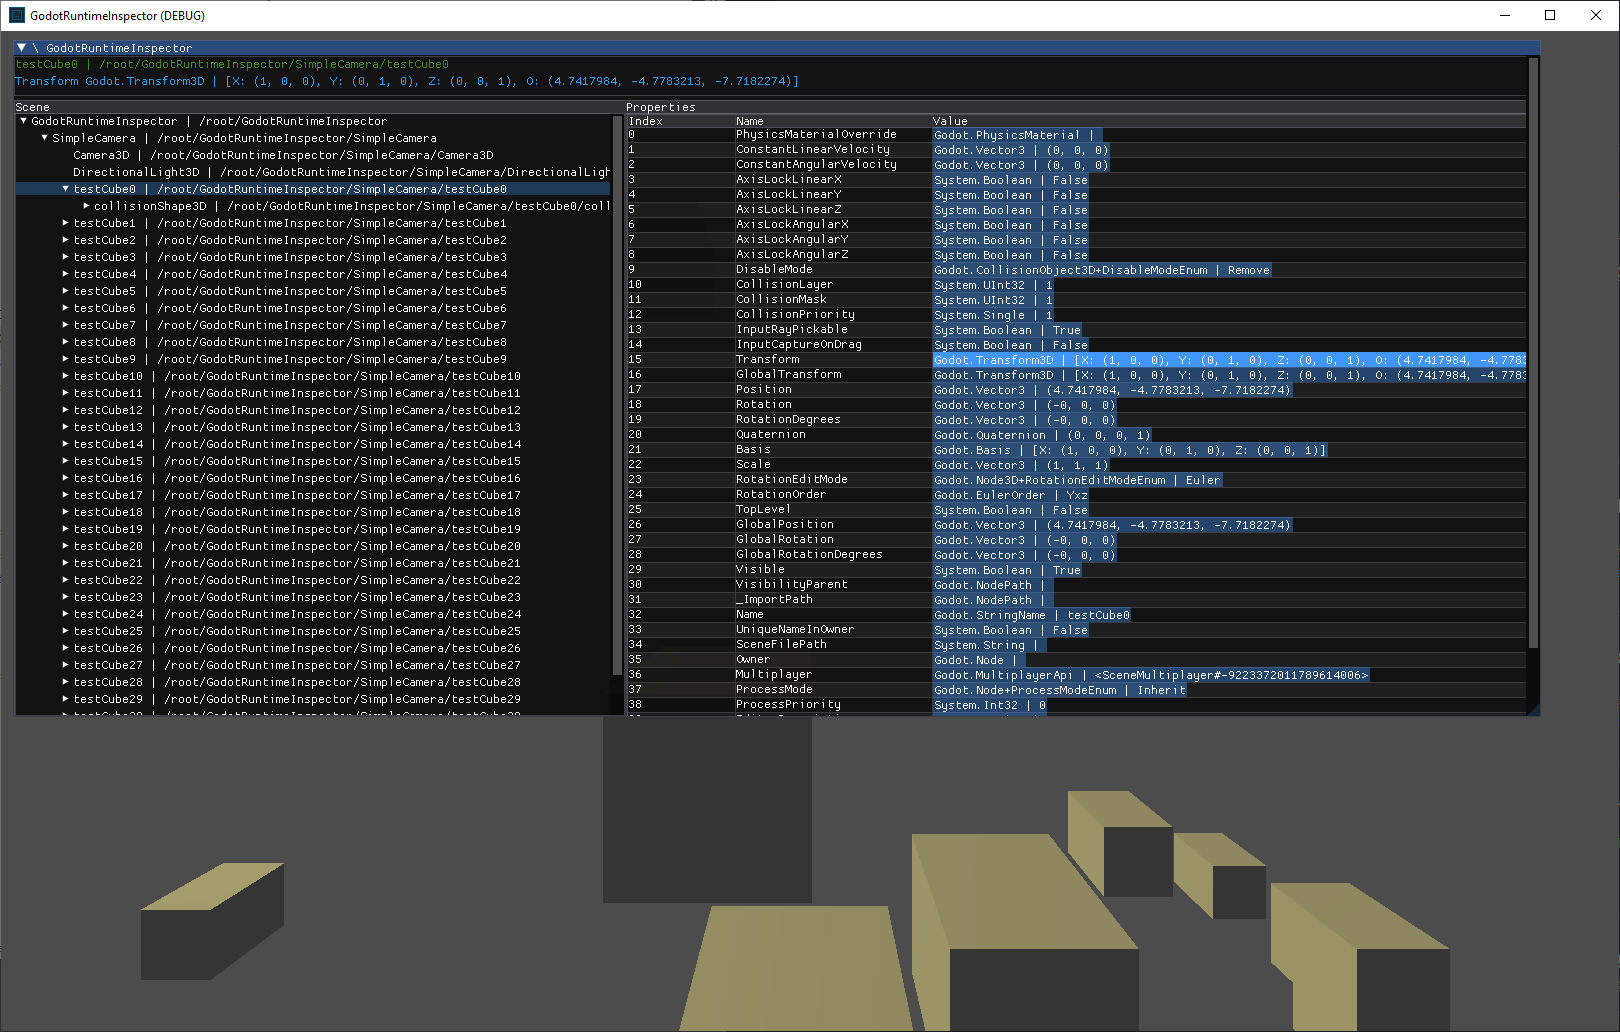 GodotRuntimeInspector (DEBUG)
\ GodotRuntimeInspector
testCube0 | /root/GodotRuntimeInspector/SimpleCamera/testCube0
Transform Godot.Transform3D | [X: (1, 0, 0), Y: (0, 1, 0), Z: (0, 0, 1), O: (4.7417984, -4.7783213, -7.7182274)]
Scene
GodotRuntimeInspector | /root/GodotRuntimeInspector
SimpleCamera | /root/GodotRuntimeInspector/SimpleCamera
Camera3D | /root/GodotRuntimeInspector/SimpleCamera/Camera3D
DirectionalLight3D | /root/GodotRuntimeInspector/SimpleCamera/DirectionalLigh
testCube0 | /root/GodotRuntimeInspector/SimpleCamera/testCube0
collisionShape3D | /root/GodotRuntimeInspector/SimpleCamera/testCube0/coll
testCube1 | /root/GodotRuntimeInspector/SimpleCamera/testCube1
testCube2 | /root/GodotRuntimeInspector/SimpleCamera/testCube2
testCube3 | /root/GodotRuntimeInspector/SimpleCamera/testCube3
testCube4 | /root/GodotRuntimeInspector/SimpleCamera/testCube4
testCube5 | /root/GodotRuntimeInspector/SimpleCamera/testCube5
testCube6 | /root/GodotRuntimeInspector/SimpleCamera/testCube6
testCube7 | /root/GodotRuntimeInspector/SimpleCamera/testCube7
testCube8 | /root/GodotRuntimeInspector/SimpleCamera/testCube8
testCube9 | /root/GodotRuntimeInspector/SimpleCamera/testCube9
testCube10 | /root/GodotRuntimeInspector/SimpleCamera/testCube10
testCube11 | /root/GodotRuntimeInspector/SimpleCamera/testCube11
testCube12 | /root/GodotRuntimeInspector/SimpleCamera/testCube12
testCube13 | /root/GodotRuntimeInspector/SimpleCamera/testCube13
testCube14 | /root/GodotRuntimeInspector/SimpleCamera/testCube14
testCube15 | /root/GodotRuntimeInspector/SimpleCamera/testCube15
testCube16 | /root/GodotRuntimeInspector/SimpleCamera/testCube16
testCube17 | /root/GodotRuntimeInspector/SimpleCamera/testCube17
testCube18 | /root/GodotRuntimeInspector/SimpleCamera/testCube18
testCube19 | /root/GodotRuntimeInspector/SimpleCamera/testCube19
testCube20 | /root/GodotRuntimeInspector/SimpleCamera/testCube20
testCube21 | /root/GodotRuntimeInspector/SimpleCamera/testCube21
testCube22 | /root/GodotRuntimeInspector/SimpleCamera/testCube22
testCube23 | /root/GodotRuntimeInspector/SimpleCamera/testCube23
testCube24 | /root/GodotRuntimeInspector/SimpleCamera/testCube24
testCube25 | /root/GodotRuntimeInspector/SimpleCamera/testCube25
testCube26 | /root/GodotRuntimeInspector/SimpleCamera/testCube26
testCube27 | /root/GodotRuntimeInspector/SimpleCamera/testCube27
testCube28 | /root/GodotRuntimeInspector/SimpleCamera/testCube28
testCube29 | /root/GodotRuntimeInspector/SimpleCamera/testCube29
Properties
Index Name Value
0 PhysicsMaterialOverride Godot.PhysicsMaterial |
1 ConstantLinearVelocity Godot.Vector3 | (0, 0, 0)
2 ConstantAngularVelocity Godot.Vector3 | (0, 0, 0)
3 AxisLockLinearX System.Boolean | False
4 AxisLockLinearY System.Boolean | False
5 AxisLockLinearZ System.Boolean | False
6 AxisLockAngularX System.Boolean | False
7 AxisLockAngularY System.Boolean | False
8 AxisLockAngularZ System.Boolean | False
9 DisableMode Godot.CollisionObject3D+DisableModeEnum | Remove
10 CollisionLayer System.UInt32 | 1
11 CollisionMask System.UInt32 | 1
12 CollisionPriority System.Single | 1
13 InputRayPickable System.Boolean | True
14 InputCaptureOnDrag System.Boolean | False
15 Transform Godot.Transform3D | [X: (1, 0, 0), Y: (0, 1, 0), Z: (0, 0, 1), O: (4.7417984, -4.7783
16 GlobalTransform Godot.Transform3D | [X: (1, 0, 0), Y: (0, 1, 0), Z: (0, 0, 1), O: (4.7417984, -4.7783
17 Position Godot.Vector3 | (4.7417984, -4.7783213, -7.7182274)
18 Rotation Godot.Vector3 | (-0, 0, 0)
19 RotationDegrees Godot.Vector3 | (-0, 0, 0)
20 Quaternion Godot.Quaternion | (0, 0, 0, 1)
21 Basis Godot.Basis | [X: (1, 0, 0), Y: (0, 1, 0), Z: (0, 0, 1)]
22 Scale Godot.Vector3 | (1, 1, 1)
23 RotationEditMode Godot.Node3D+RotationEditModeEnum | Euler
24 RotationOrder Godot.EulerOrder | Yxz
25 TopLevel System.Boolean | False
26 GlobalPosition Godot.Vector3 | (4.7417984, -4.7783213, -7.7182274)
27 GlobalRotation Godot.Vector3 | (-0, 0, 0)
28 GlobalRotationDegrees Godot.Vector3 | (-0, 0, 0)
29 Visible System.Boolean | True
30 VisibilityParent Godot.NodePath |
31 _ImportPath Godot.NodePath |
32 Name Godot.StringName | testCube0
33 UniqueNameInOwner System.Boolean | False
34 SceneFilePath System.String |
35 Owner Godot.Node |
36 Multiplayer Godot.MultiplayerApi | <SceneMultiplayer#-9223372011789614006>
37 ProcessMode Godot.Node+ProcessModeEnum | Inherit
38 ProcessPriority System.Int32 | 0